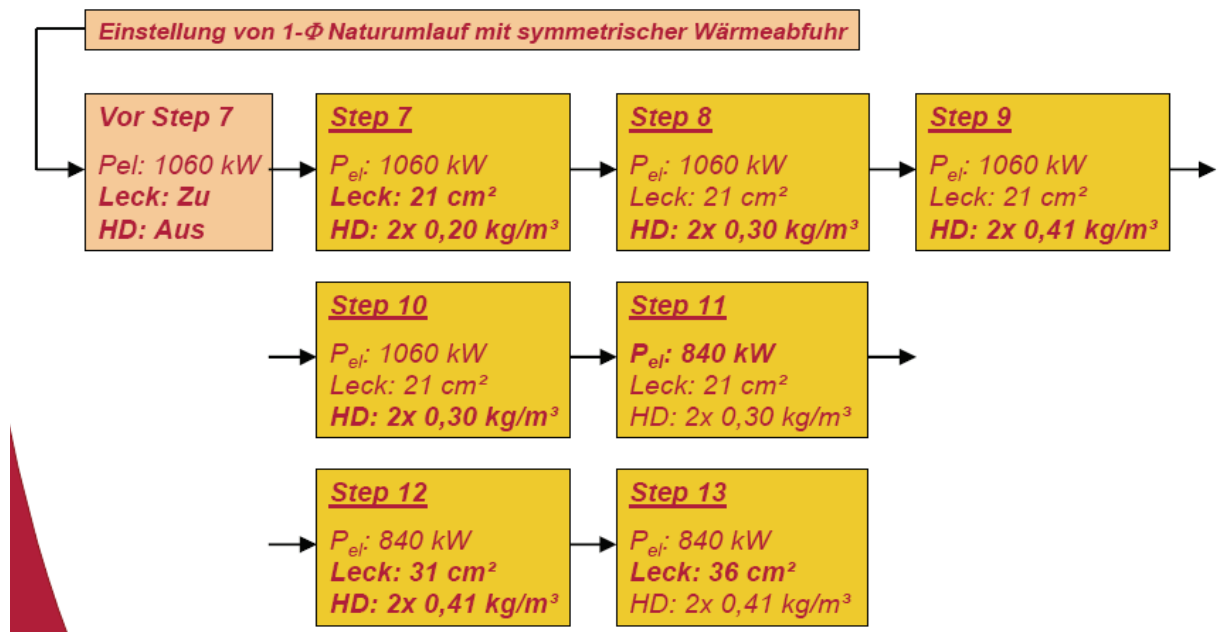 Einstellung von 1-Φ Naturumlauf mit symmetrischer Wärmeabfuhr
Vor Step 7
Pel: 1060 kW
Leck: Zu
HD: Aus
Step 7
Pel: 1060 kW
Leck: 21 cm²
HD: 2x 0,20 kg/m³
Step 8
Pel: 1060 kW
Leck: 21 cm²
HD: 2x 0,30 kg/m³
Step 9
Pel: 1060 kW
Leck: 21 cm²
HD: 2x 0,41 kg/m³
Step 10
Pel: 1060 kW
Leck: 21 cm²
HD: 2x 0,30 kg/m³
Step 11
Pel: 840 kW
Leck: 21 cm²
HD: 2x 0,30 kg/m³
Step 12
Pel: 840 kW
Leck: 31 cm²
HD: 2x 0,41 kg/m³
Step 13
Pel: 840 kW
Leck: 36 cm²
HD: 2x 0,41 kg/m³